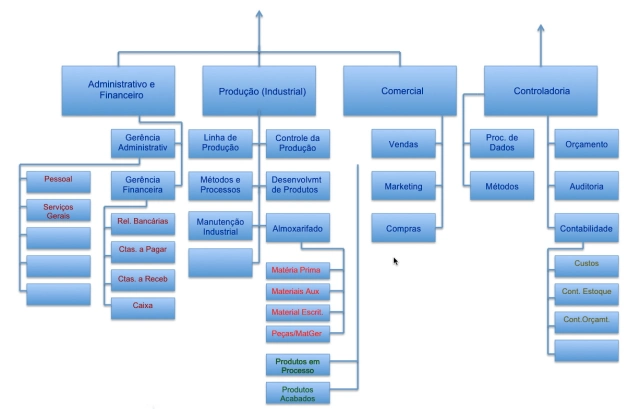 Administrativo e
Financeiro
Produção (Industrial)
Comercial
Controladoria
Gerência
Administrativ
Linha de
Produção
Controle da
Produção
Vendas
Proc. de
Dados
Orçamento
Pessoal
Gerência
Financeira
Métodos e
Processos
Desenvolvmt
de Produtos
Marketing
Métodos
Auditoria
Serviços
Gerais
Rel. Bancárias
Manutenção
Industrial
Almoxarifado
Compras
Contabilidade
Ctas. a Pagar
Matéria Prima
Custos
Ctas. a Receb
Materiais Aux
Cont. Estoque
Caixa
Material Escrit.
Cont.Orçamt.
Peças/MatGer
Produtos em
Processo
Produtos
Acabados